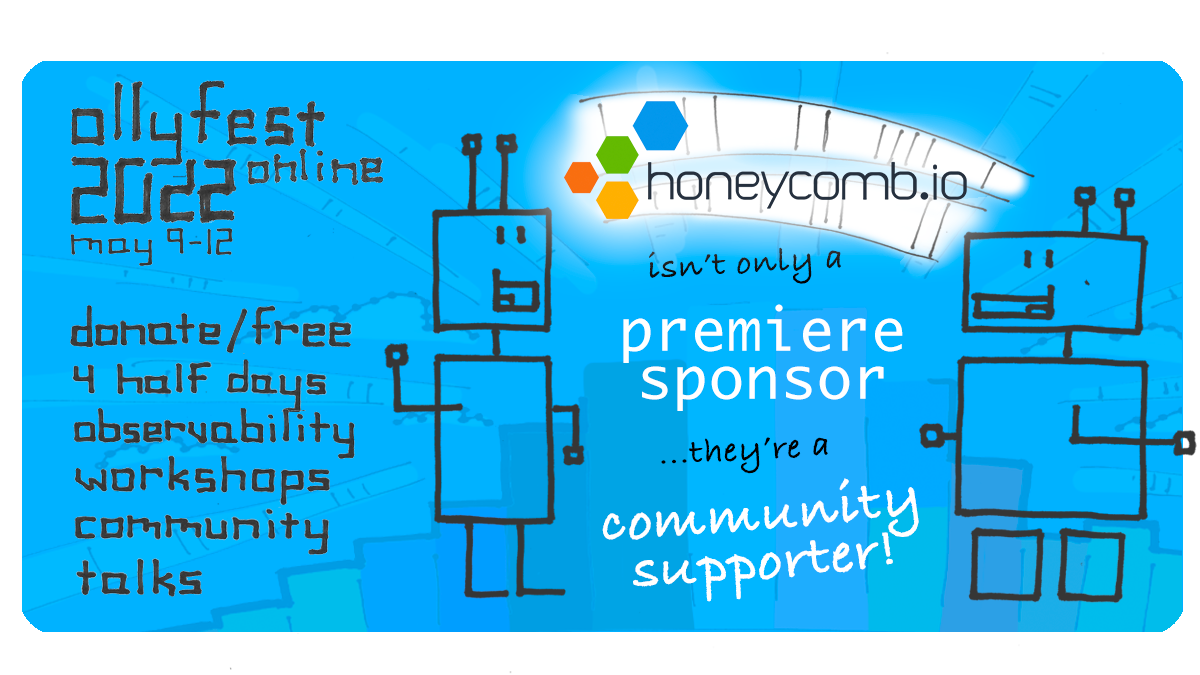 ollyfest
2022 online
may 9-12
donate/free
4 half days
observability
workshops
community
talks
honeycomb.io
isn't only a
premiere
sponsor
...they're a
community
supporter!